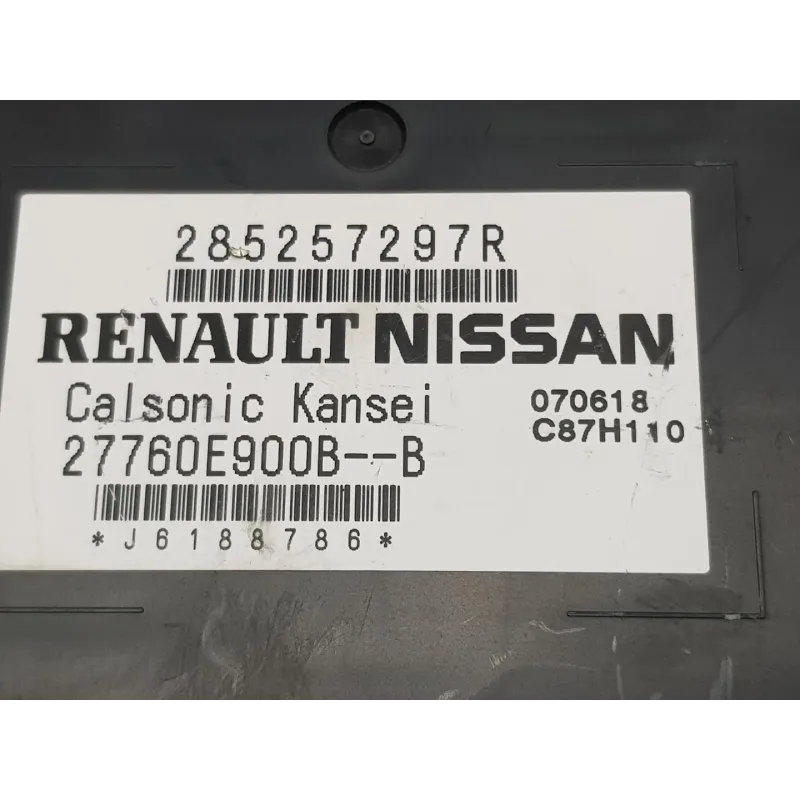 285257297R
RENAULT NISSAN
Calsonic Kansei
070618
27760E900B--B
C87H110
*J6188786*